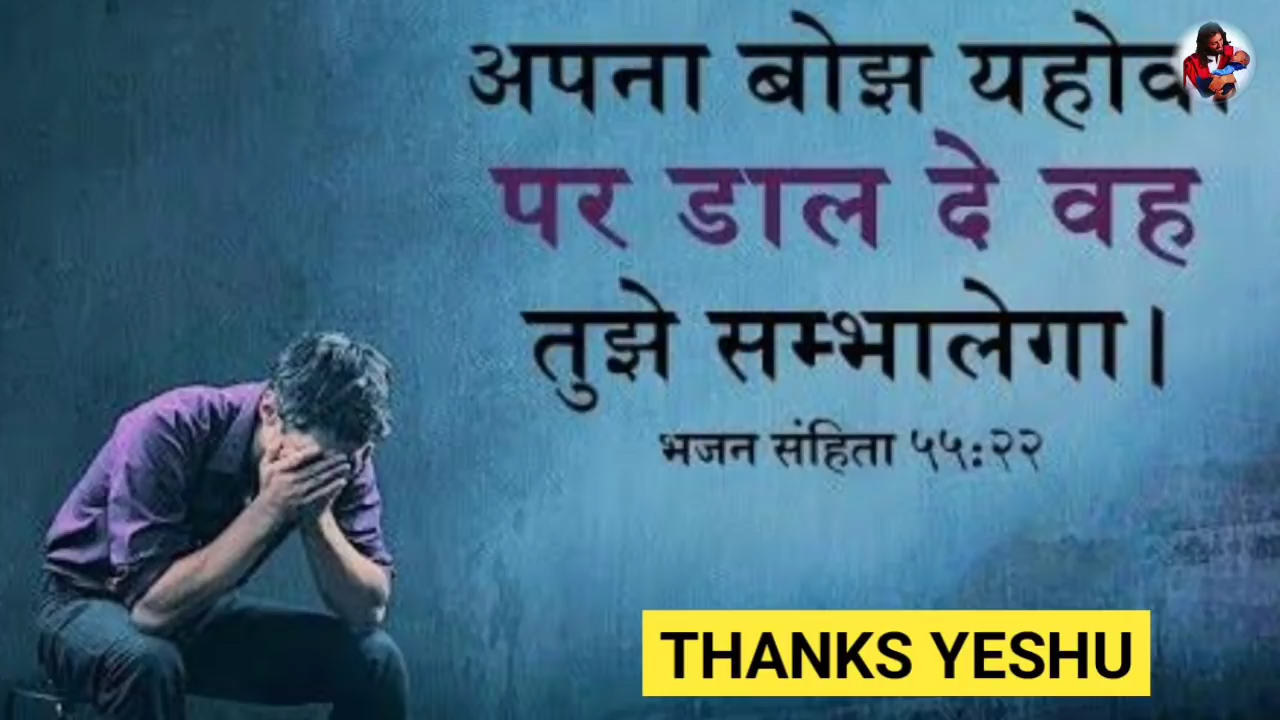 अपना बोझ यहोवा
पर डाल दे वह
तुझे सम्भालेगा।
भजन संहिता ५५:२२
THANKS YESHU